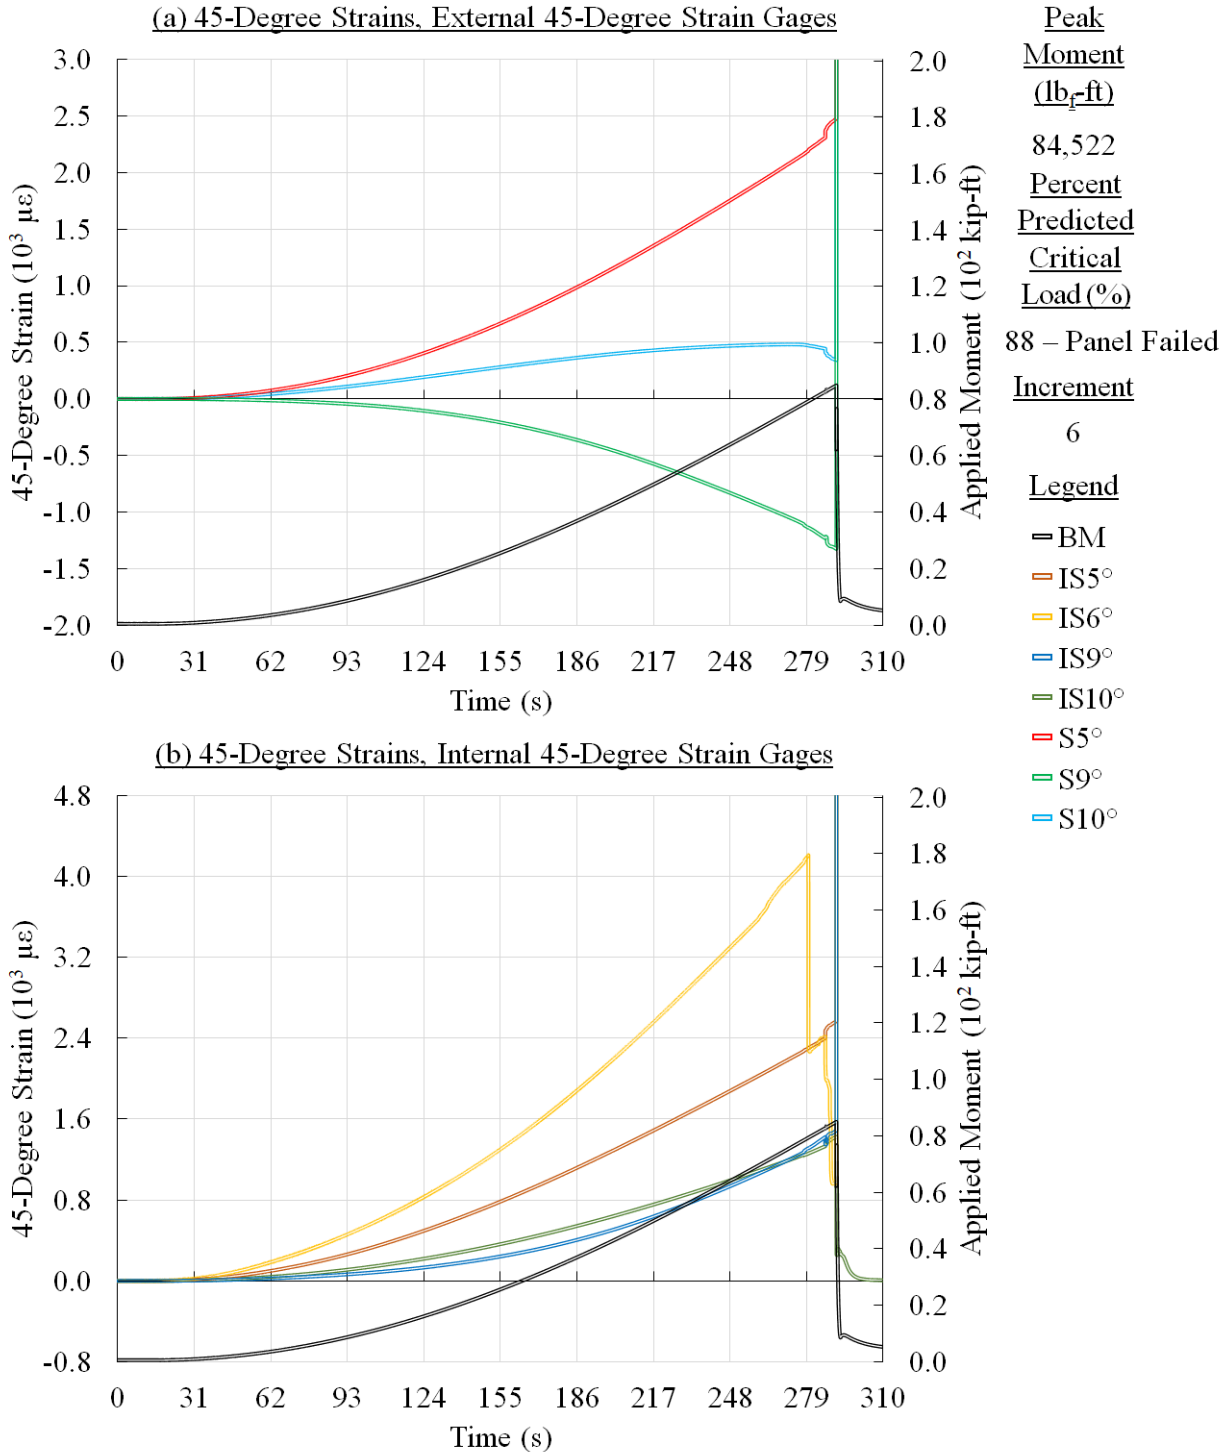 (a) 45-Degree Strains, External 45-Degree Strain Gages
3.0
2.5
2.0
1.5
1.0
0.5
0.0
-0.5
-1.0
-1.5
-2.0
45-Degree Strain (10³ µε)
2.0
1.8
1.6
1.4
1.2
1.0
0.8
0.6
0.4
0.2
0.0
Applied Moment (10² kip-ft)
0 31 62 93 124 155 186 217 248 279 310
Time (s)
(b) 45-Degree Strains, Internal 45-Degree Strain Gages
4.8
4.0
3.2
2.4
1.6
0.8
0.0
-0.8
45-Degree Strain (10³ µε)
2.0
1.8
1.6
1.4
1.2
1.0
0.8
0.6
0.4
0.2
0.0
Applied Moment (10² kip-ft)
0 31 62 93 124 155 186 217 248 279 310
Time (s)
Peak
Moment
(lbf-ft)
84,522
Percent
Predicted
Critical
Load (%)
88 – Panel Failed
Increment
6
Legend
BM
IS5°
IS6°
IS9°
IS10°
S5°
S9°
S10°